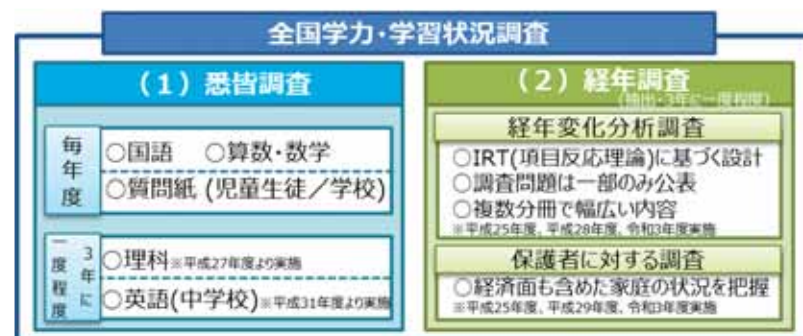 全国学力・学習状況調査
（１）悉皆調査
毎年度
○国語　○算数・数学
○質問紙 (児童生徒／学校)
３年に一度程度
○理科※平成27年度より実施
○英語(中学校)※平成31年度より実施
（２）経年調査
(抽出・3年に一度程度)
経年変化分析調査
○IRT(項目反応理論)に基づく設計
○調査問題は一部のみ公表
○複数分冊で幅広い内容
※平成25年度、平成28年度、令和3年度実施
保護者に対する調査
○経済面も含めた家庭の状況を把握
※平成25年度、平成29年度、令和3年度実施